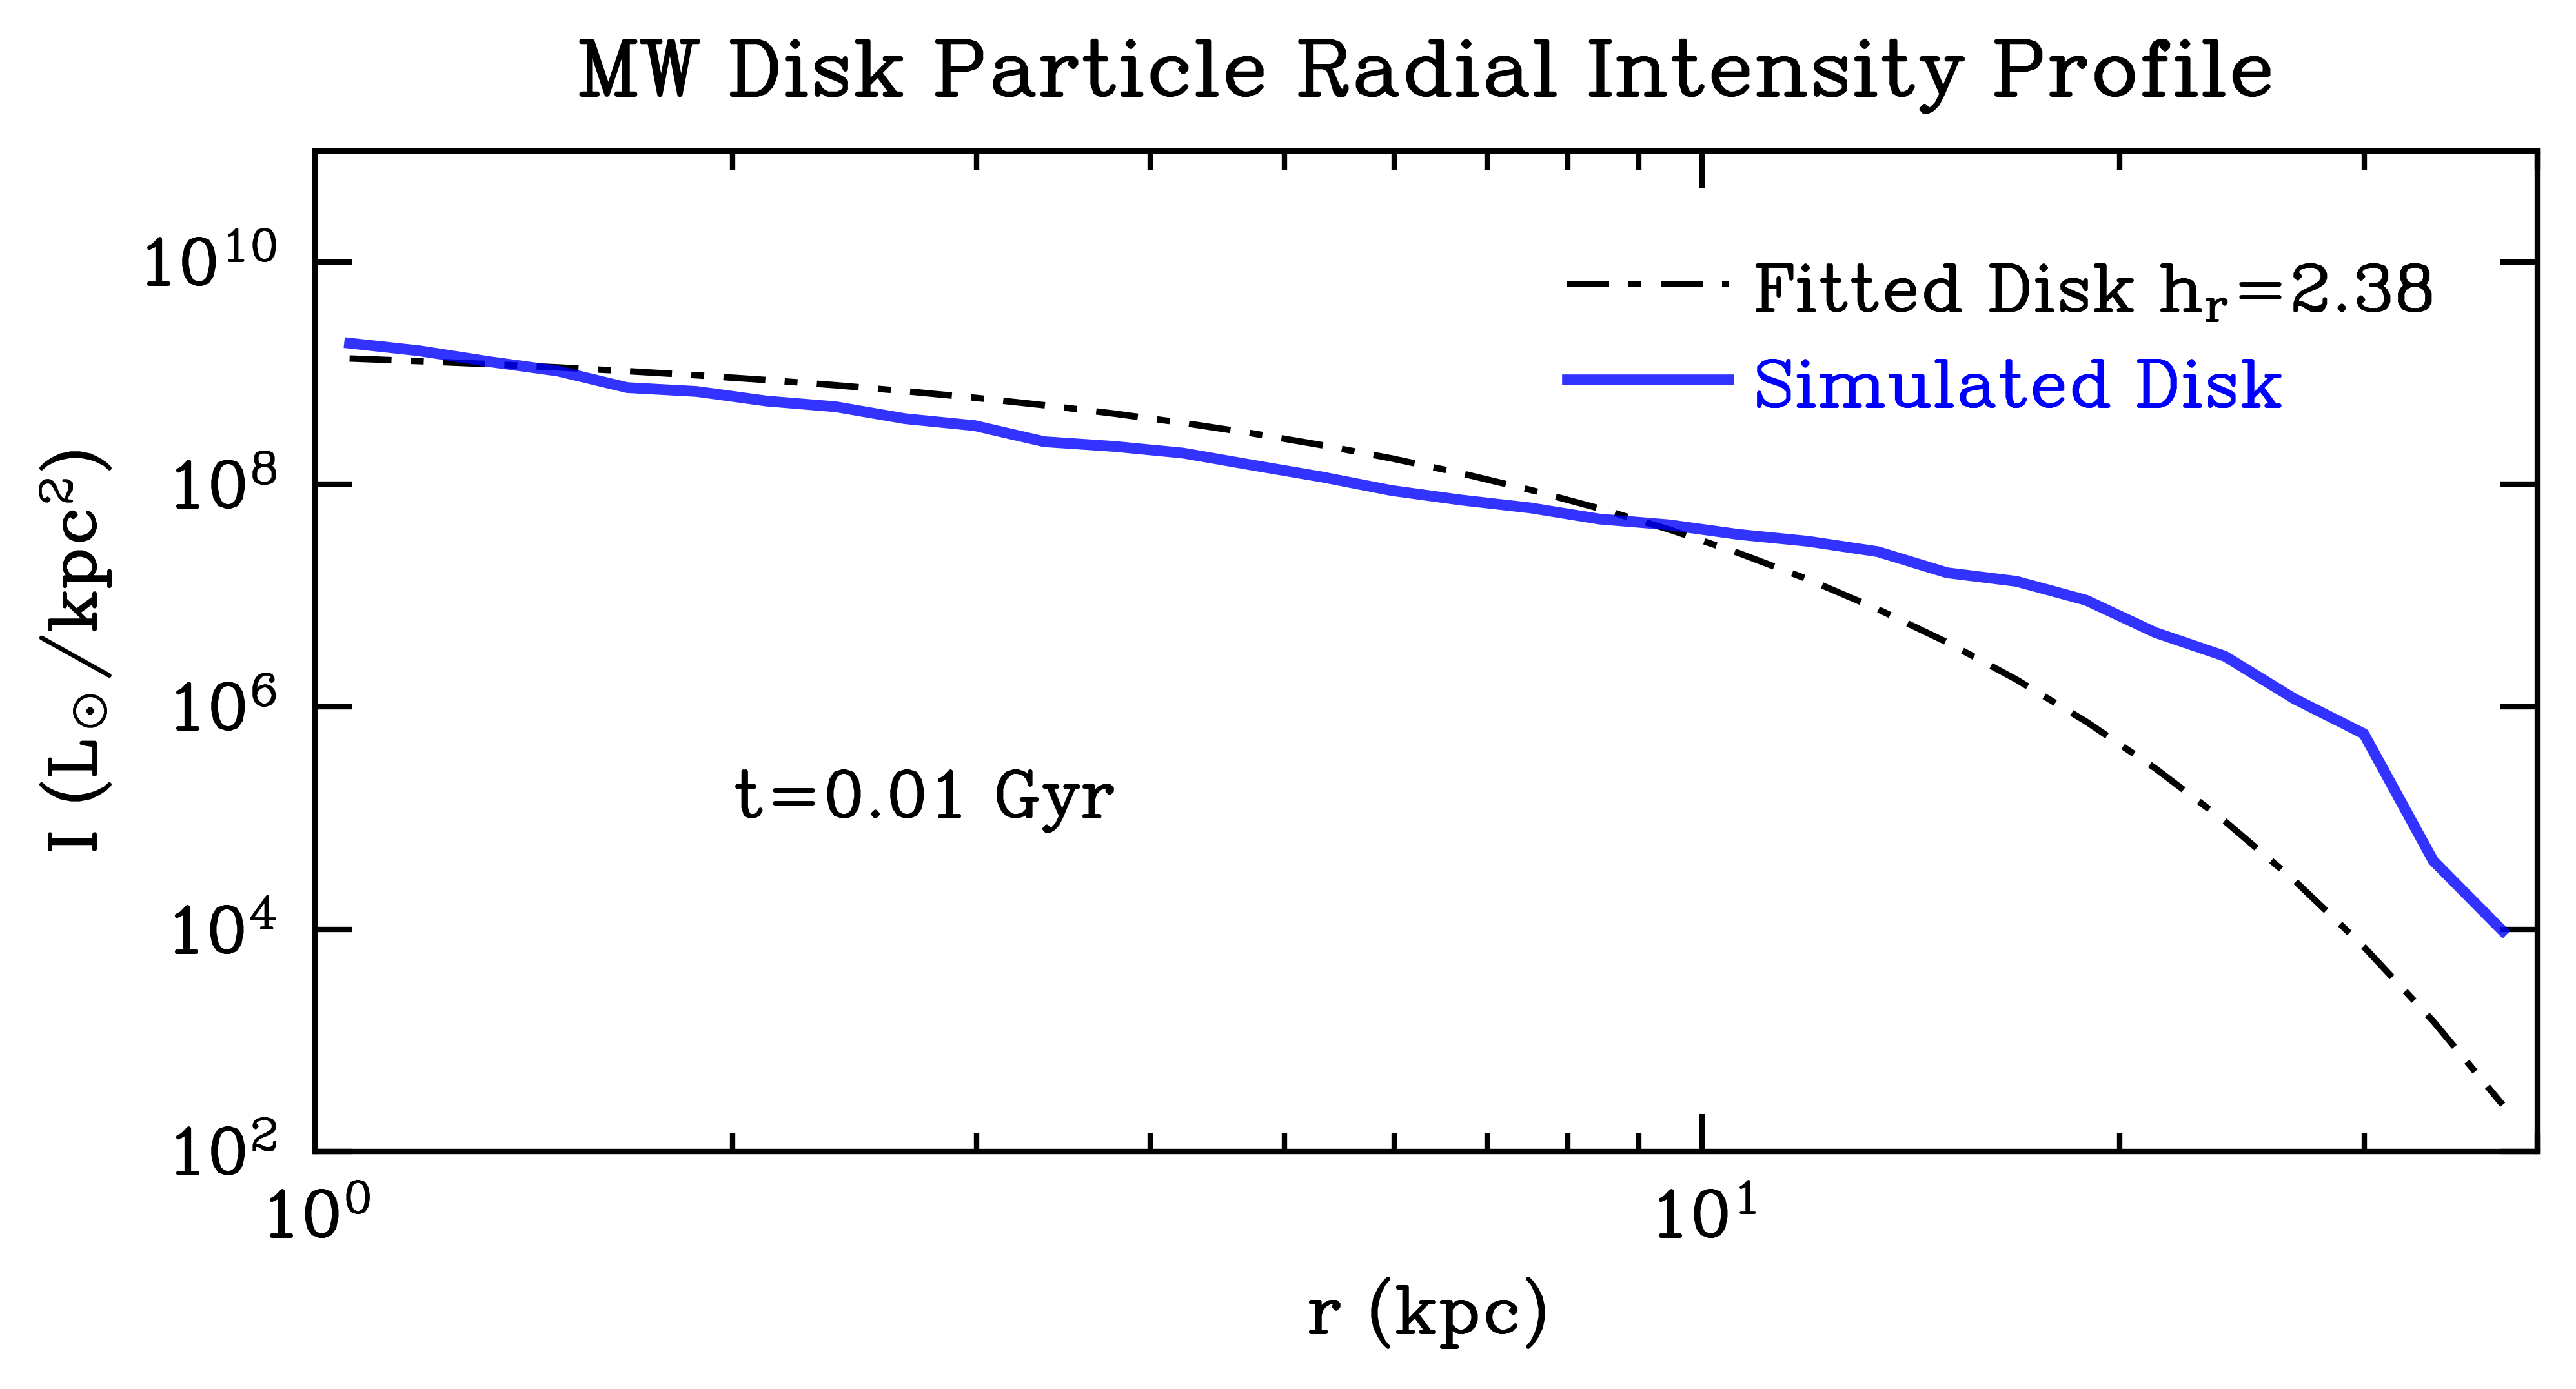 MW Disk Particle Radial Intensity Profile
10¹⁰
10⁸
10⁶
10⁴
10²
I (L⊙/kpc²)
Fitted Disk hᵣ=2.38
Simulated Disk
t=0.01 Gyr
10⁰ 10¹
r (kpc)